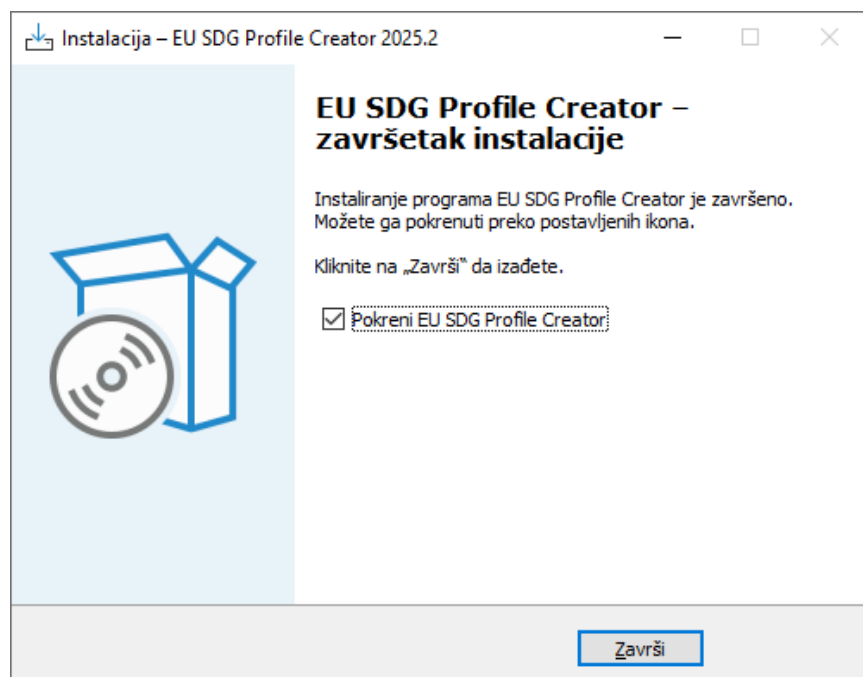 Instalacija – EU SDG Profile Creator 2025.2
EU SDG Profile Creator –
završetak instalacije
Instaliranje programa EU SDG Profile Creator je završeno.
Možete ga pokrenuti preko postavljenih ikona.
Kliknite na „Završi“ da izađete.
Pokreni EU SDG Profile Creator
Završi